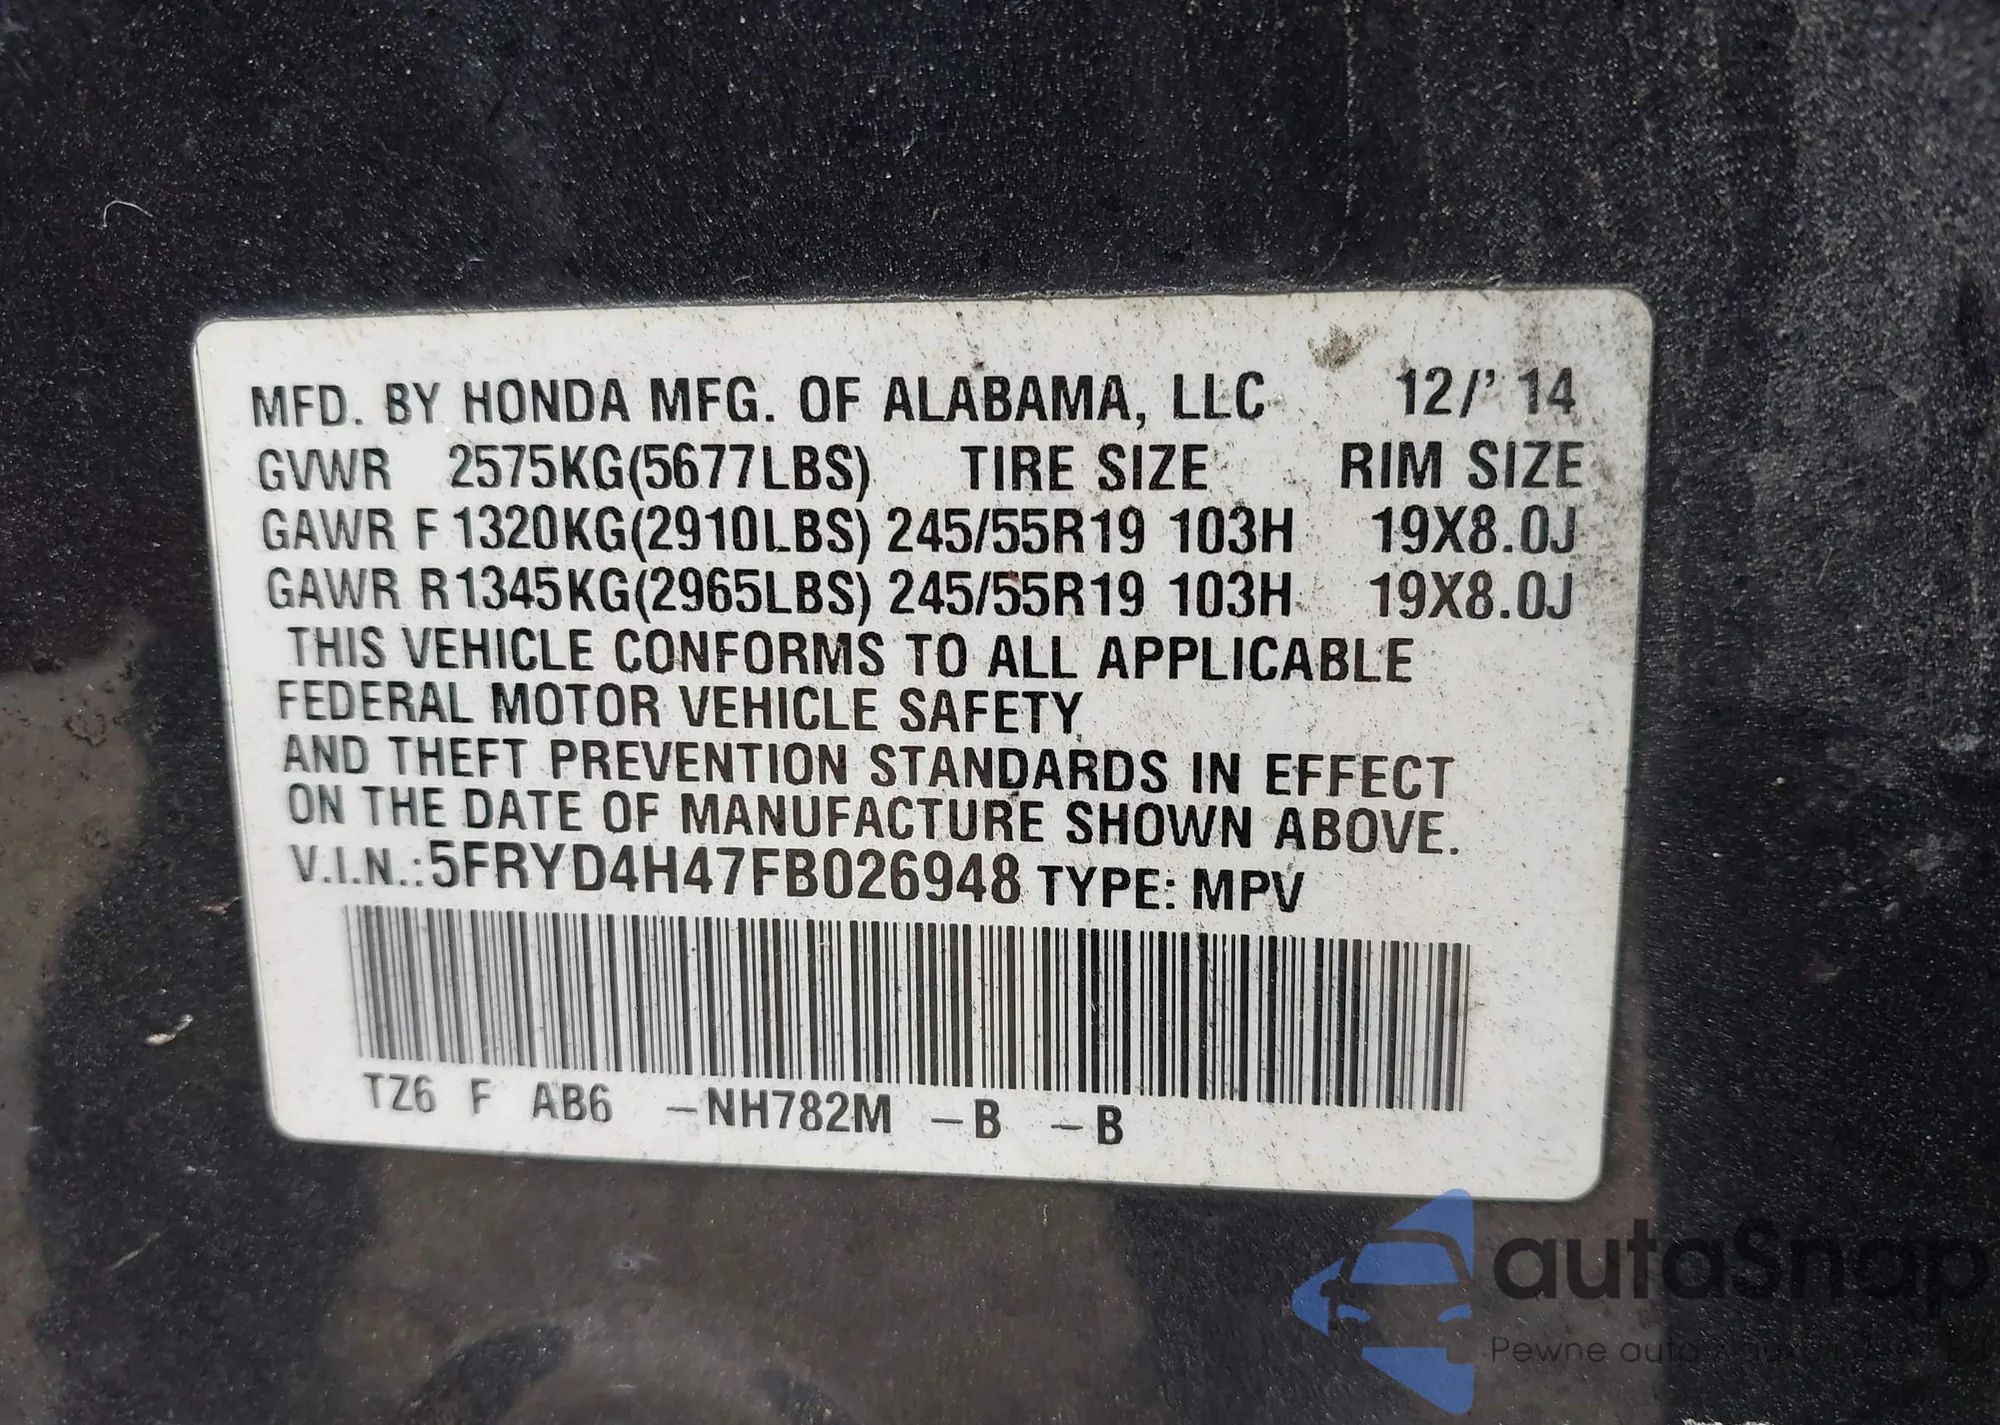 MFD. BY HONDA MFG. OF ALABAMA, LLC 12/' 14
GVWR 2575KG(5677LBS) TIRE SIZE RIM SIZE
GAWR F 1320KG(2910LBS) 245/55R19 103H 19X8.0J
GAWR R1345KG(2965LBS) 245/55R19 103H 19X8.0J
THIS VEHICLE CONFORMS TO ALL APPLICABLE
FEDERAL MOTOR VEHICLE SAFETY
AND THEFT PREVENTION STANDARDS IN EFFECT
ON THE DATE OF MANUFACTURE SHOWN ABOVE.
V.I.N.:5FRYD4H47FB026948 TYPE: MPV
TZ6 F AB6 -NH782M -B -B
autaSnap
Pewne auta